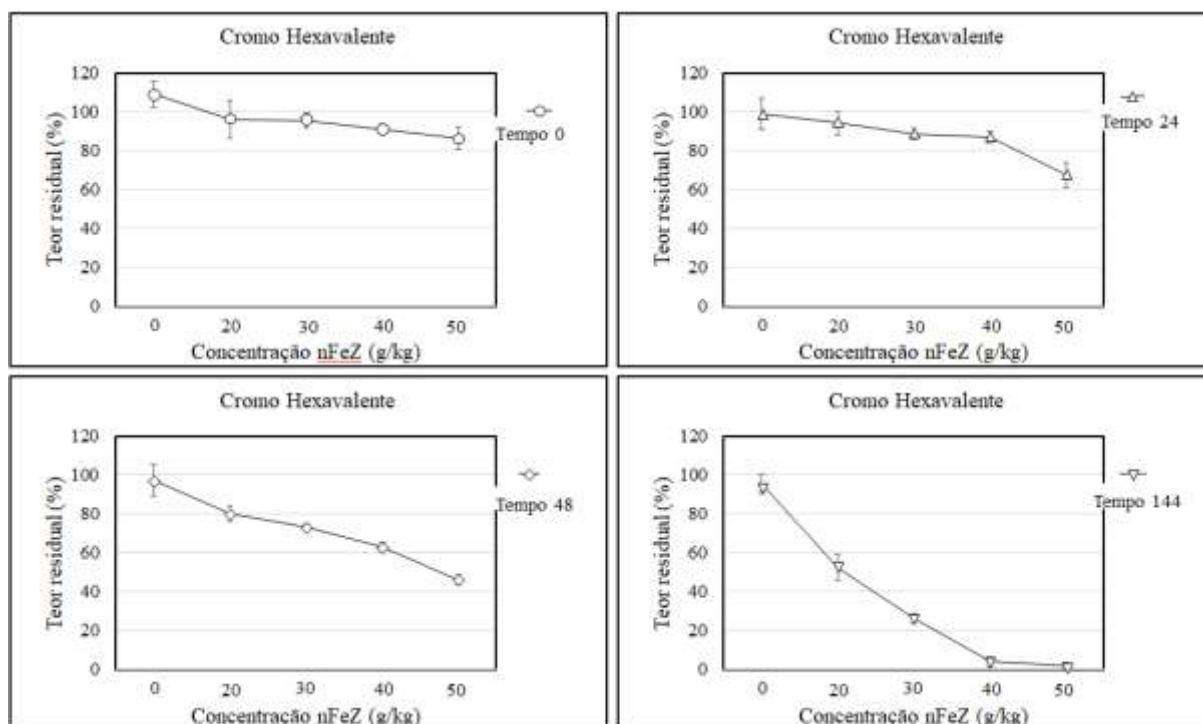 Cromo Hexavalente
Teor residual (%)
120
100
80
60
40
20
0
0 20 30 40 50
Concentração nFeZ (g/kg)
Tempo 0
Cromo Hexavalente
Teor residual (%)
120
100
80
60
40
20
0
0 20 30 40 50
Concentração nFeZ (g/kg)
Tempo 24
Cromo Hexavalente
Teor residual (%)
120
100
80
60
40
20
0
0 20 30 40 50
Concentração nFeZ (g/kg)
Tempo 48
Cromo Hexavalente
Teor residual (%)
120
100
80
60
40
20
0
0 20 30 40 50
Concentração nFeZ (g/kg)
Tempo 144